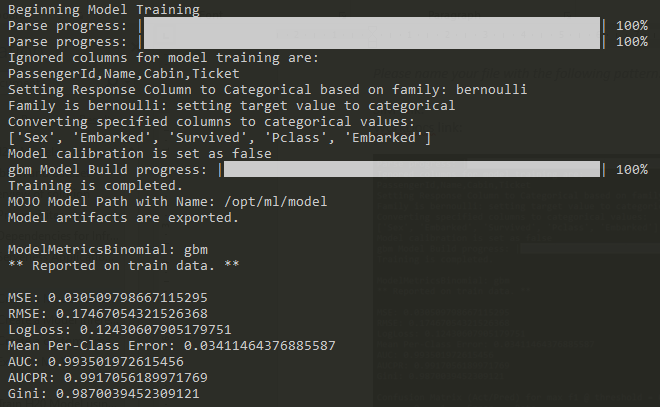 Beginning Model Training
Parse progress: | | 100%
Parse progress: | | 100%
Ignored columns for model training are:
PassengerId,Name,Cabin,Ticket
Setting Response Column to Categorical based on family: bernoulli
Family is bernoulli: setting target value to categorical
Converting specified columns to categorical values:
['Sex', 'Embarked', 'Survived', 'Pclass', 'Embarked']
Model calibration is set as false
gbm Model Build progress: | | 100%
Training is completed.
MOJO Model Path with Name: /opt/ml/model
Model artifacts are exported.
ModelMetricsBinomial: gbm
** Reported on train data. **
MSE: 0.030509798667115295
RMSE: 0.17467054321526368
LogLoss: 0.12430607905179751
Mean Per-Class Error: 0.03411464376885587
AUC: 0.993501972615456
AUCPR: 0.9917056189971769
Gini: 0.9870039452309121